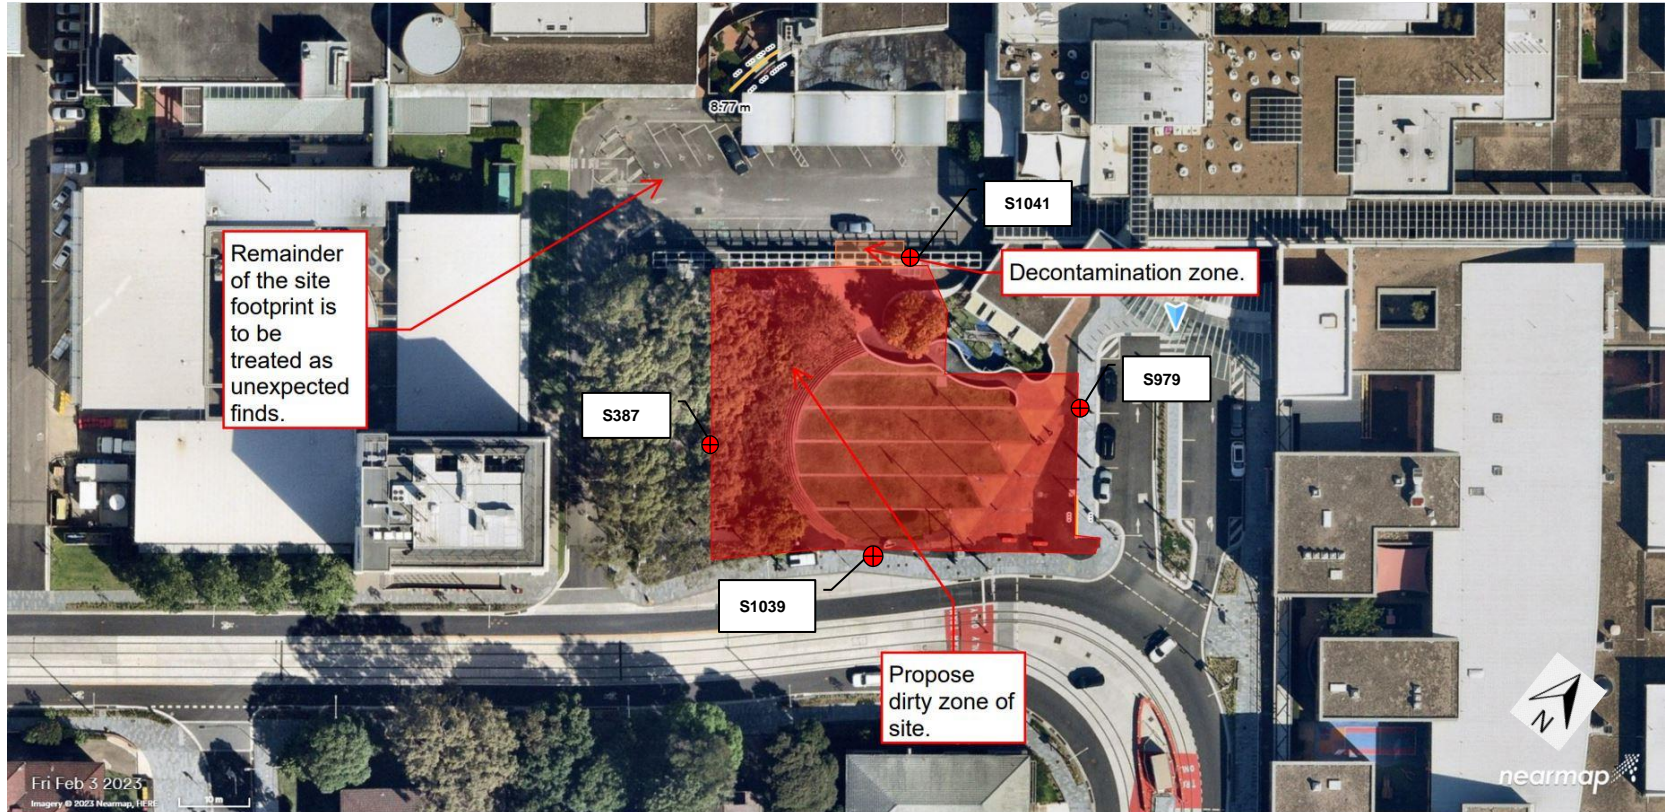 8.77 m
S1041
Remainder
of the site
footprint is
to be
treated as
unexpected
finds.
Decontamination zone.
S979
S387
S1039
Propose
dirty zone of
site.
N
Fri Feb 3 2023
Imagery © 2023 Nearmap, HERE
10 m
nearmap